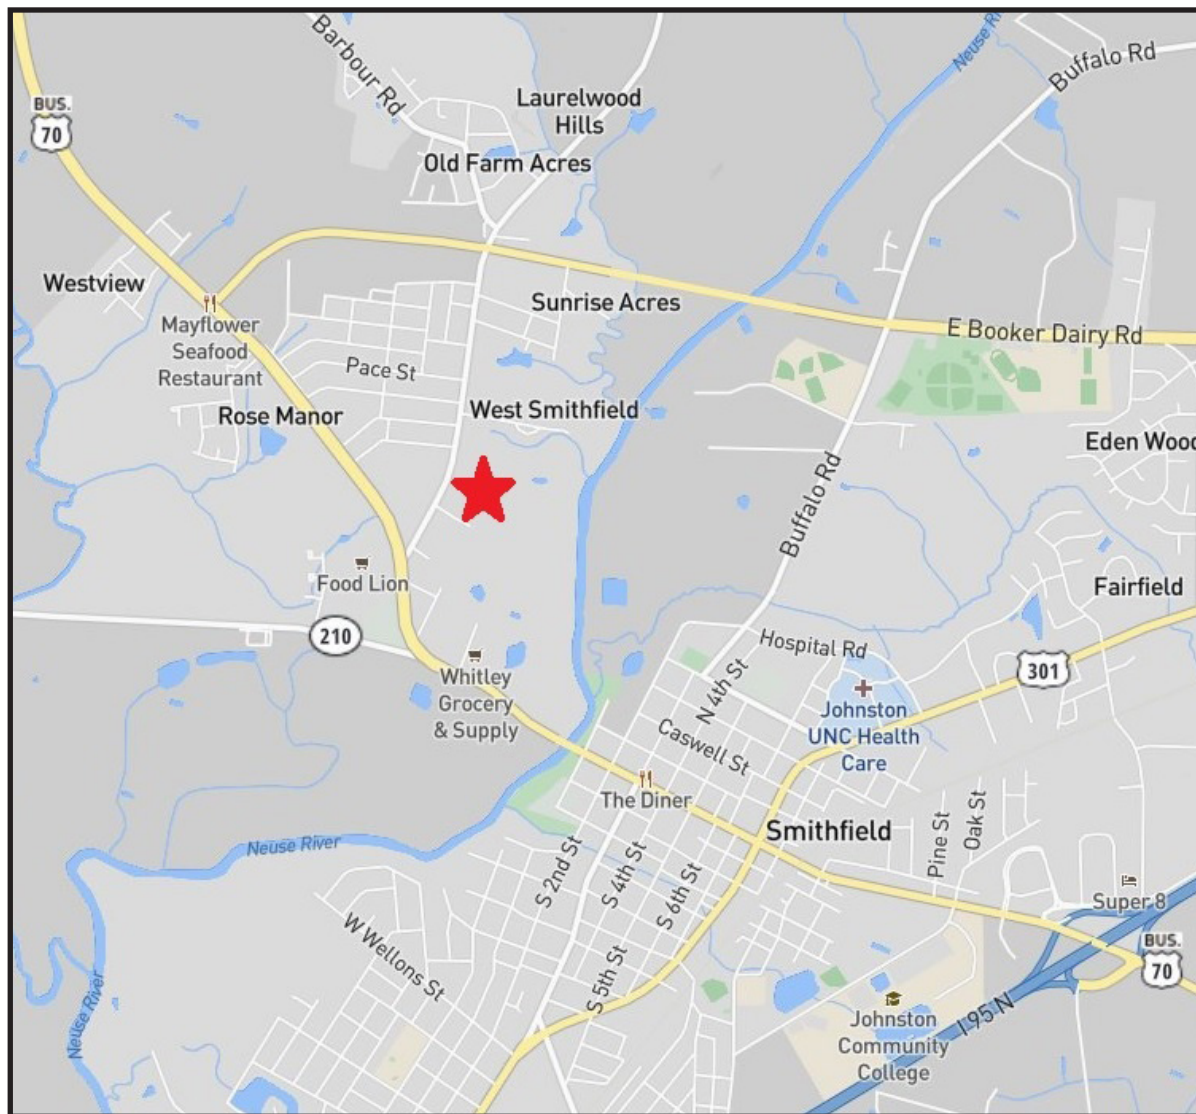 Barbour Rd
Neuse Ri
Buffalo Rd
BUS.
70
Laurelwood
Hills
Old Farm Acres
Westview
Sunrise Acres
Mayflower
Seafood
Restaurant
E Booker Dairy Rd
Pace St
Rose Manor
West Smithfield
Eden Wood
Buffalo Rd
Food Lion
Fairfield
210
Hospital Rd
301
Whitley
Grocery
& Supply
N 4th St
Johnston
UNC Health
Care
Caswell St
The Diner
Smithfield
Pine St
Oak St
Neuse River
S 2nd St
S 4th St
S 6th St
Super 8
W Wellons St
BUS.
70
S 5th St
Neuse River
I 95 N
Johnston
Community
College